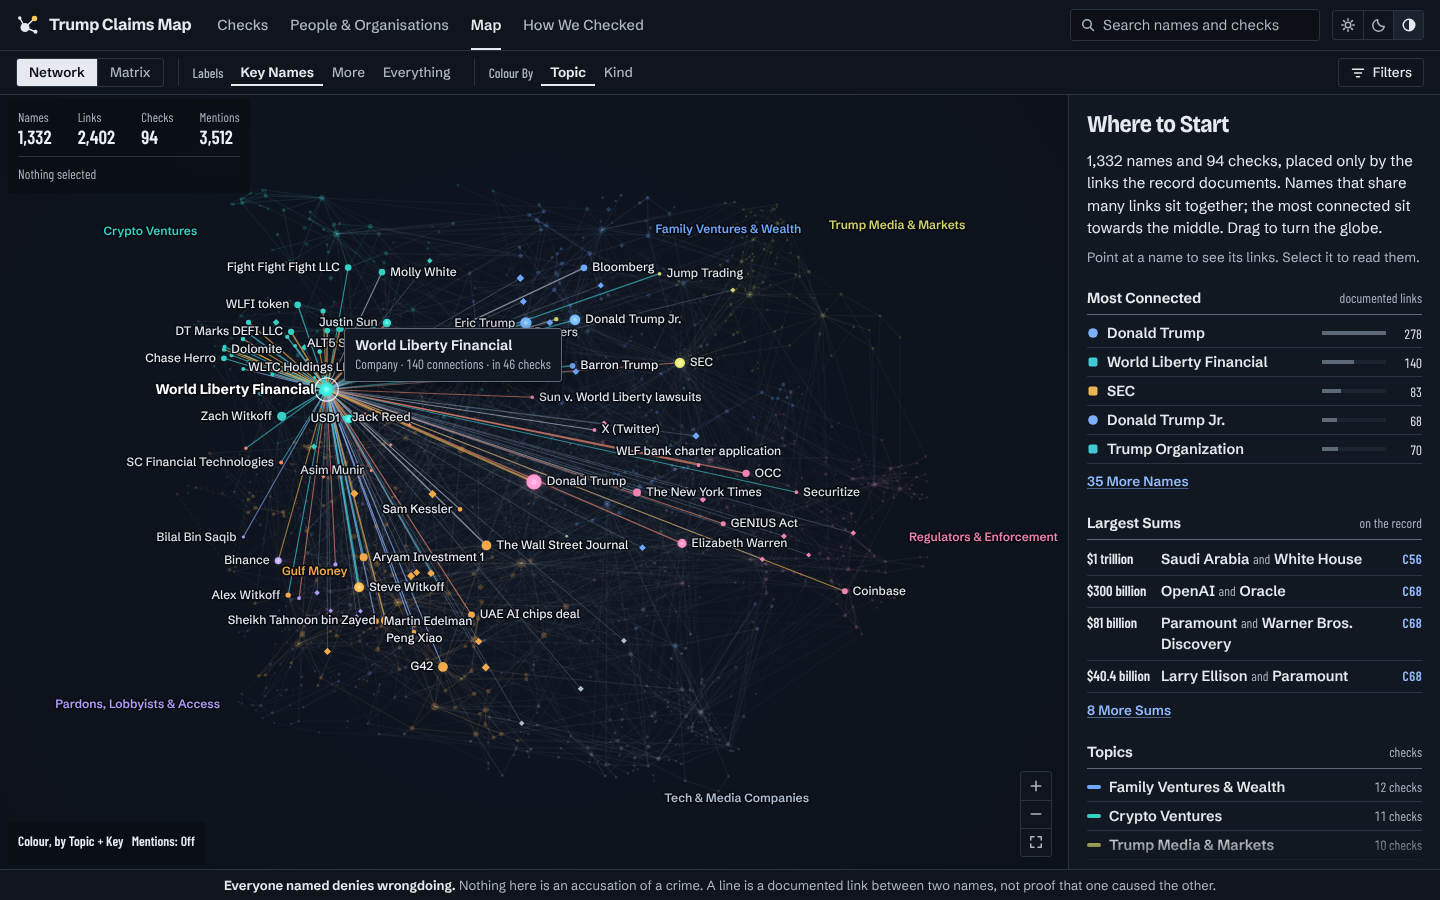 Trump Claims Map
Checks
People & Organisations
Map
How We Checked
Search names and checks
Network
Matrix
Labels
Key Names
More
Everything
Colour By
Topic
Kind
Filters
Names
Links
Checks
Mentions
1,332
2,402
94
3,512
Nothing selected
Crypto Ventures
Family Ventures & Wealth
Trump Media & Markets
Fight Fight Fight LLC
Molly White
Bloomberg
Jump Trading
WLFI token
Justin Sun
Eric Trump
Donald Trump Jr.
DT Marks DEFI LLC
ALT5 S
ers
Dolomite
Chase Herro
WLTC Holdings L
World Liberty Financial
Company · 140 connections · in 46 checks
Barron Trump
SEC
World Liberty Financial
Sun v. World Liberty lawsuits
Zach Witkoff
USD1
Jack Reed
X (Twitter)
WLF bank charter application
SC Financial Technologies
Asim Munir
OCC
Donald Trump
The New York Times
Securitize
Sam Kessler
GENIUS Act
Bilal Bin Saqib
The Wall Street Journal
Elizabeth Warren
Regulators & Enforcement
Binance
Aryam Investment 1
Gulf Money
Steve Witkoff
Coinbase
Alex Witkoff
Sheikh Tahnoon bin Zayed
Martin Edelman
UAE AI chips deal
Peng Xiao
G42
Pardons, Lobbyists & Access
Tech & Media Companies
Colour, by Topic + Key
Mentions: Off
Where to Start
1,332 names and 94 checks, placed only by the
links the record documents. Names that share
many links sit together; the most connected sit
towards the middle. Drag to turn the globe.
Point at a name to see its links. Select it to read them.
Most Connected
documented links
Donald Trump 278
World Liberty Financial 140
SEC 83
Donald Trump Jr. 68
Trump Organization 70
35 More Names
Largest Sums
on the record
$1 trillion Saudi Arabia and White House C56
$300 billion OpenAI and Oracle C68
$81 billion Paramount and Warner Bros. C68
Discovery
$40.4 billion Larry Ellison and Paramount C68
8 More Sums
Topics
checks
Family Ventures & Wealth 12 checks
Crypto Ventures 11 checks
Trump Media & Markets 10 checks
Everyone named denies wrongdoing. Nothing here is an accusation of a crime. A line is a documented link between two names, not proof that one caused the other.